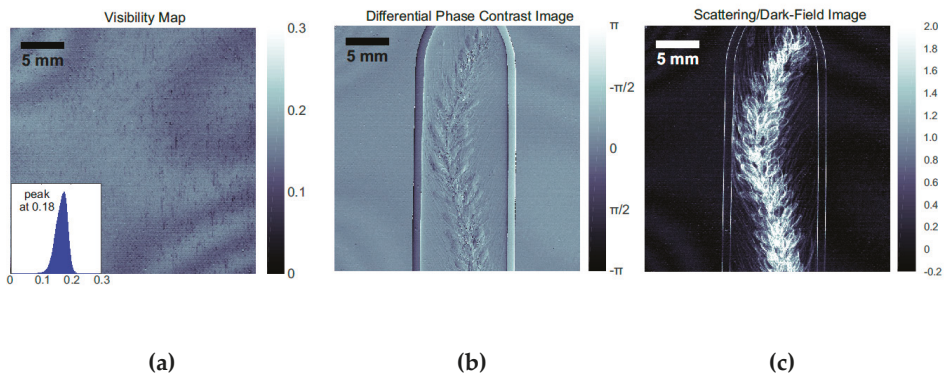 Visibility Map
5 mm
peak
at 0.18
0 0.1 0.2 0.3
0.3
0.2
0.1
0
(a)
Differential Phase Contrast Image
5 mm
π
-π/2
0
π/2
-π
(b)
Scattering/Dark-Field Image
5 mm
2.0
1.8
1.6
1.4
1.2
1.0
0.8
0.6
0.4
0.2
0
-0.2
(c)